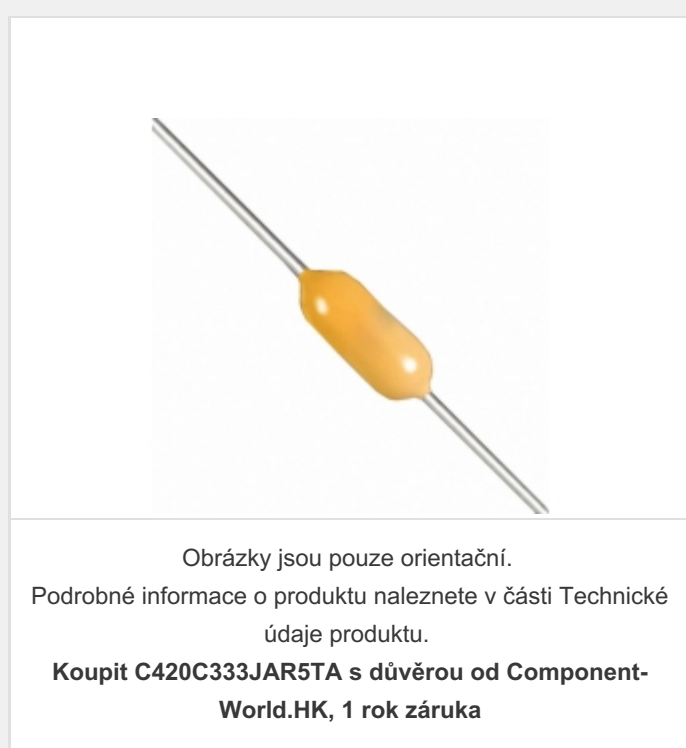 Obrázky jsou pouze orientační.
Podrobné informace o produktu naleznete v části Technické
údaje produktu.
Koupit C420C333JAR5TA s důvěrou od Component-
World.HK, 1 rok záruka